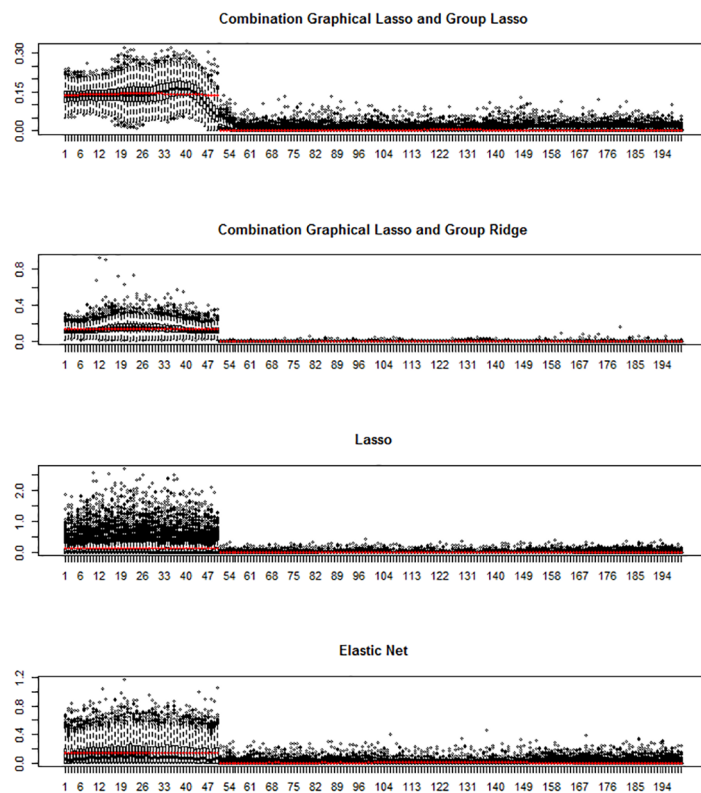 Combination Graphical Lasso and Group Lasso
0.30
0.15
0.00
1 6 12 19 26 33 40 47 54 61 68 75 82 89 96 104 113 122 131 140 149 158 167 176 185 194
Combination Graphical Lasso and Group Ridge
0.8
0.4
0.0
1 6 12 19 26 33 40 47 54 61 68 75 82 89 96 104 113 122 131 140 149 158 167 176 185 194
Lasso
2.0
1.0
0.0
1 6 12 19 26 33 40 47 54 61 68 75 82 89 96 104 113 122 131 140 149 158 167 176 185 194
Elastic Net
1.2
0.8
0.4
0.0
1 6 12 19 26 33 40 47 54 61 68 75 82 89 96 104 113 122 131 140 149 158 167 176 185 194